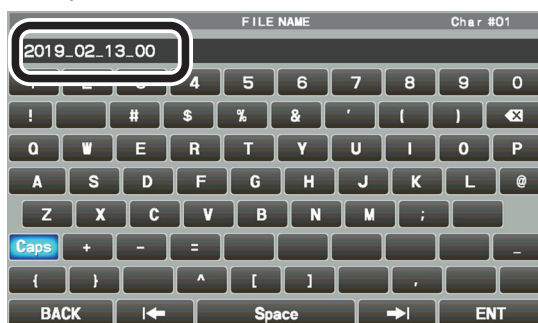 FILE NAME Char #01
2019_02_13_00
4 5 6 7 8 9 0
! # $ % & ' ( )
Q W E R T Y U I O P
A S D F G H J K L @
Z X C V B N M ;
Caps + - = _
{ } ^ [ ] ,
BACK Space ENT